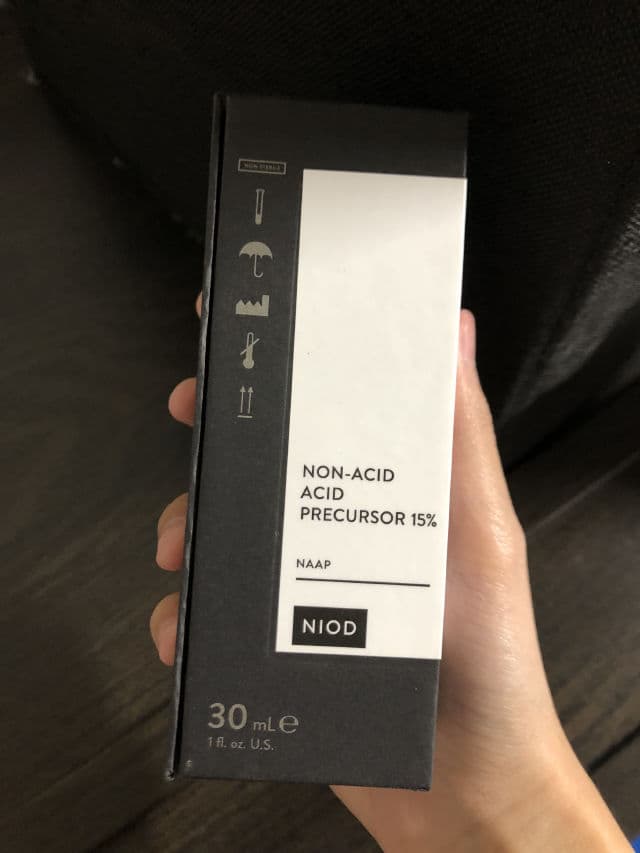 NON-STERILE
NON-ACID
ACID
PRECURSOR 15%
NAAP
NIOD
30 mL e
1 fl. oz. U.S.